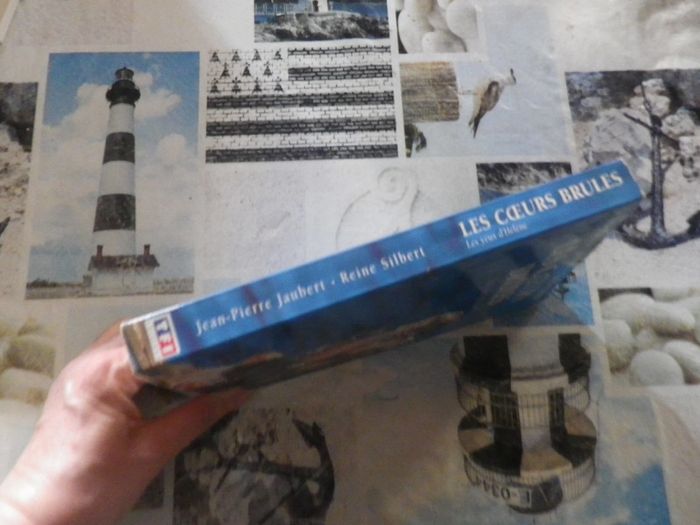 LES CŒURS BRULES
Les yeux d'Hélène
Jean-Pierre Jaubert • Reine Silbert
TF1